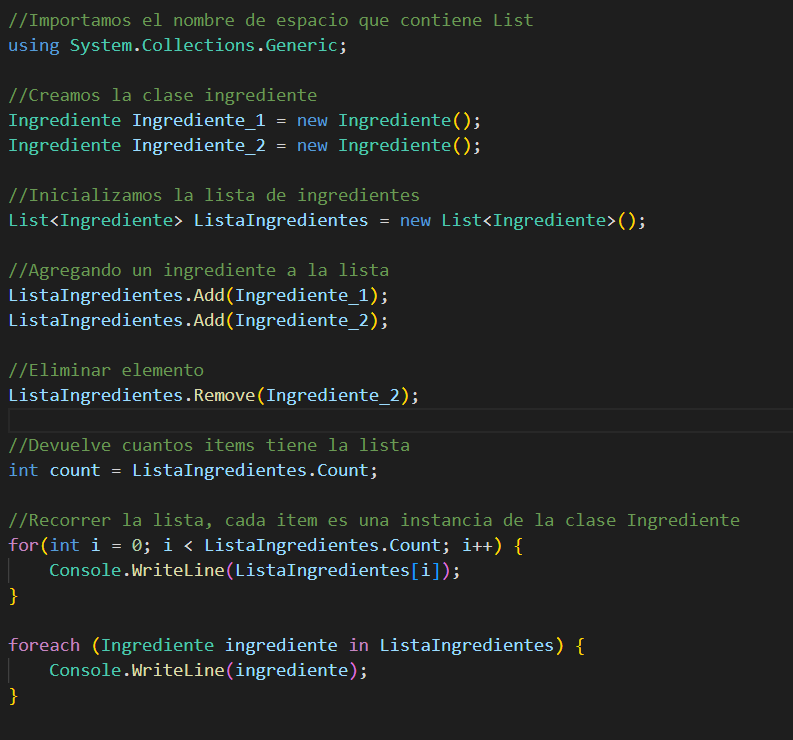 //Importamos el nombre de espacio que contiene List
using System.Collections.Generic;
//Creamos la clase ingrediente
Ingrediente Ingrediente_1 = new Ingrediente();
Ingrediente Ingrediente_2 = new Ingrediente();
//Inicializamos la lista de ingredientes
List<Ingrediente> ListaIngredientes = new List<Ingrediente>();
//Agregando un ingrediente a la lista
ListaIngredientes.Add(Ingrediente_1);
ListaIngredientes.Add(Ingrediente_2);
//Eliminar elemento
ListaIngredientes.Remove(Ingrediente_2);
//Devuelve cuantos items tiene la lista
int count = ListaIngredientes.Count;
//Recorrer la lista, cada item es una instancia de la clase Ingrediente
for(int i = 0; i < ListaIngredientes.Count; i++) {
    Console.WriteLine(ListaIngredientes[i]);
}
foreach (Ingrediente ingrediente in ListaIngredientes) {
    Console.WriteLine(ingrediente);
}